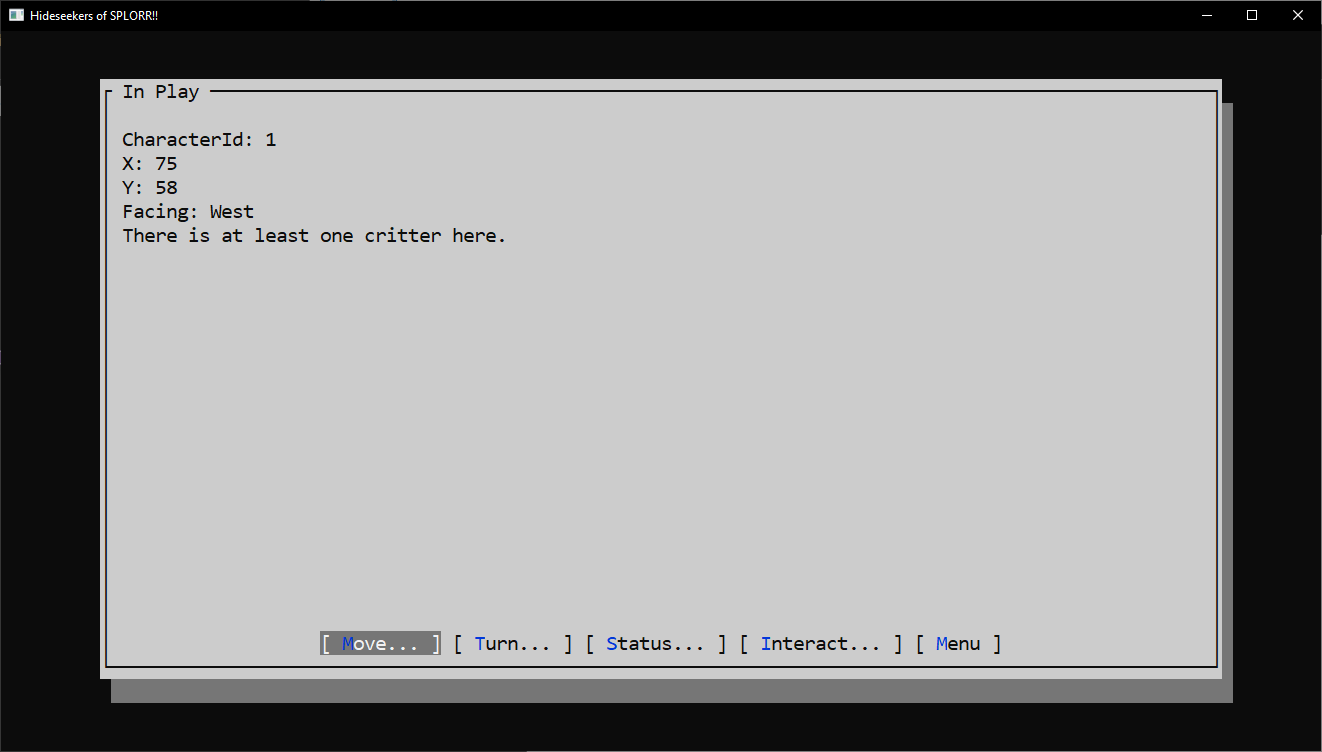 Hideseekers of SPLORR!!
In Play
CharacterId: 1
X: 75
Y: 58
Facing: West
There is at least one critter here.
[ Move... ] [ Turn... ] [ Status... ] [ Interact... ] [ Menu ]